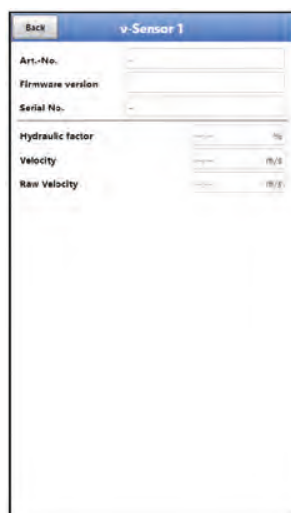 Back v-Sensor 1
Art.-No. -
Firmware version
Serial No. -
Hydraulic factor --.-- %
Velocity --.-- m/s
Raw Velocity --.-- m/s